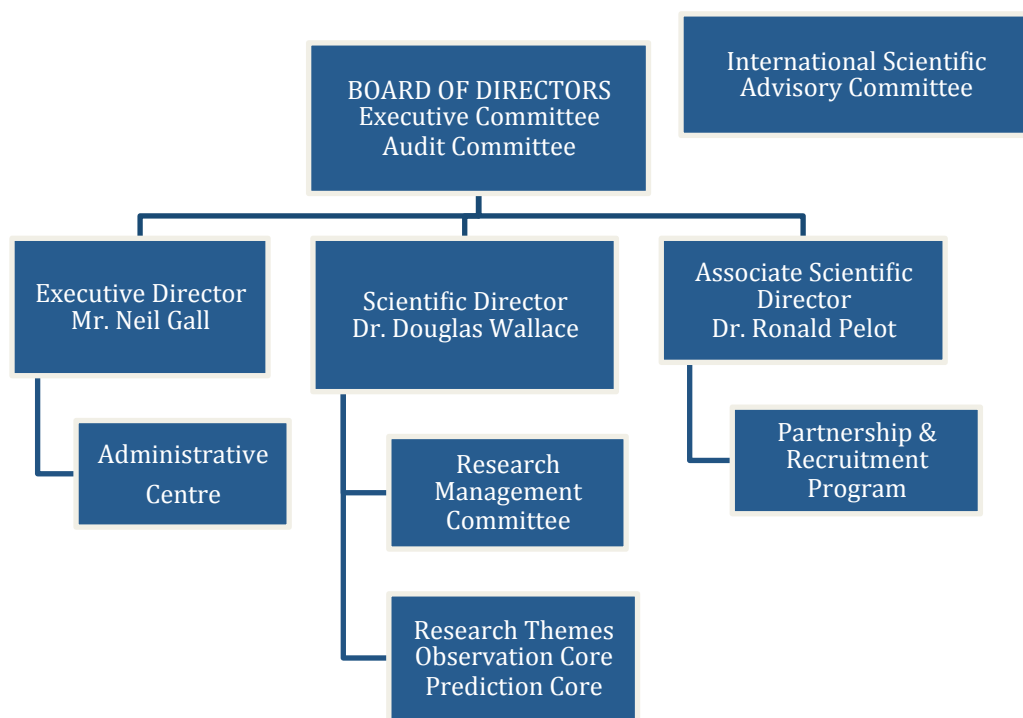 BOARD OF DIRECTORS
Executive Committee
Audit Committee
International Scientific
Advisory Committee
Executive Director
Mr. Neil Gall
Scientific Director
Dr. Douglas Wallace
Associate Scientific
Director
Dr. Ronald Pelot
Administrative
Centre
Research
Management
Committee
Partnership &
Recruitment
Program
Research Themes
Observation Core
Prediction Core